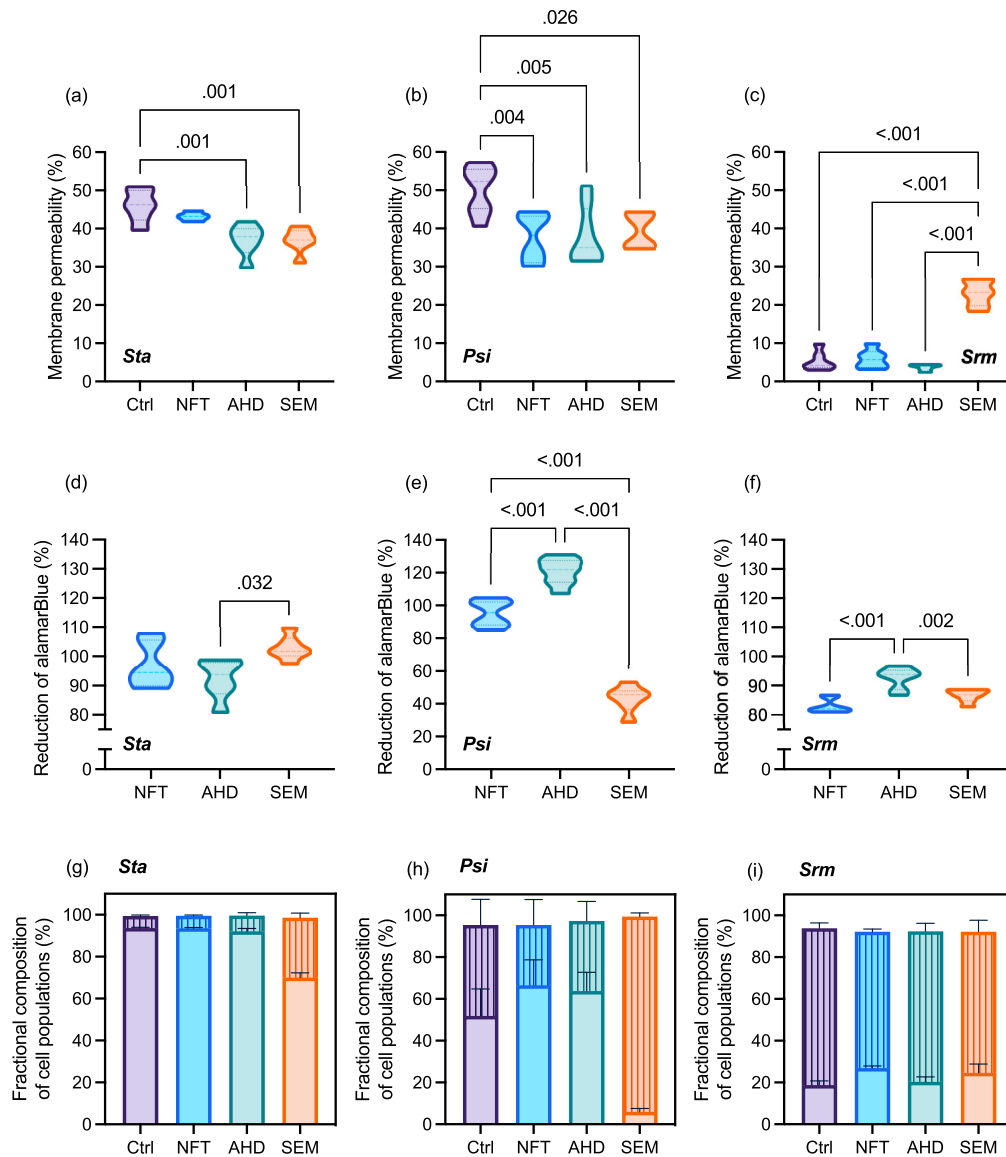 (a)
.001
.001
Membrane permeability (%)
60
50
40
30
20
10
0
Sta
Ctrl NFT AHD SEM
(b)
.026
.005
.004
Membrane permeability (%)
60
50
40
30
20
10
0
Psi
Ctrl NFT AHD SEM
(c)
<.001
<.001
<.001
Membrane permeability (%)
60
50
40
30
20
10
0
Srm
Ctrl NFT AHD SEM
(d)
.032
Reduction of alamarBlue (%)
140
130
120
110
100
90
80
0
Sta
NFT AHD SEM
(e)
<.001
<.001 <.001
Reduction of alamarBlue (%)
140
120
100
80
60
40
20
0
Psi
NFT AHD SEM
(f)
<.001 .002
Reduction of alamarBlue (%)
140
130
120
110
100
90
80
0
Srm
NFT AHD SEM
(g) Sta
Fractional composition
of cell populations (%)
100
80
60
40
20
0
Ctrl NFT AHD SEM
(h) Psi
Fractional composition
of cell populations (%)
100
80
60
40
20
0
Ctrl NFT AHD SEM
(i) Srm
Fractional composition
of cell populations (%)
100
80
60
40
20
0
Ctrl NFT AHD SEM